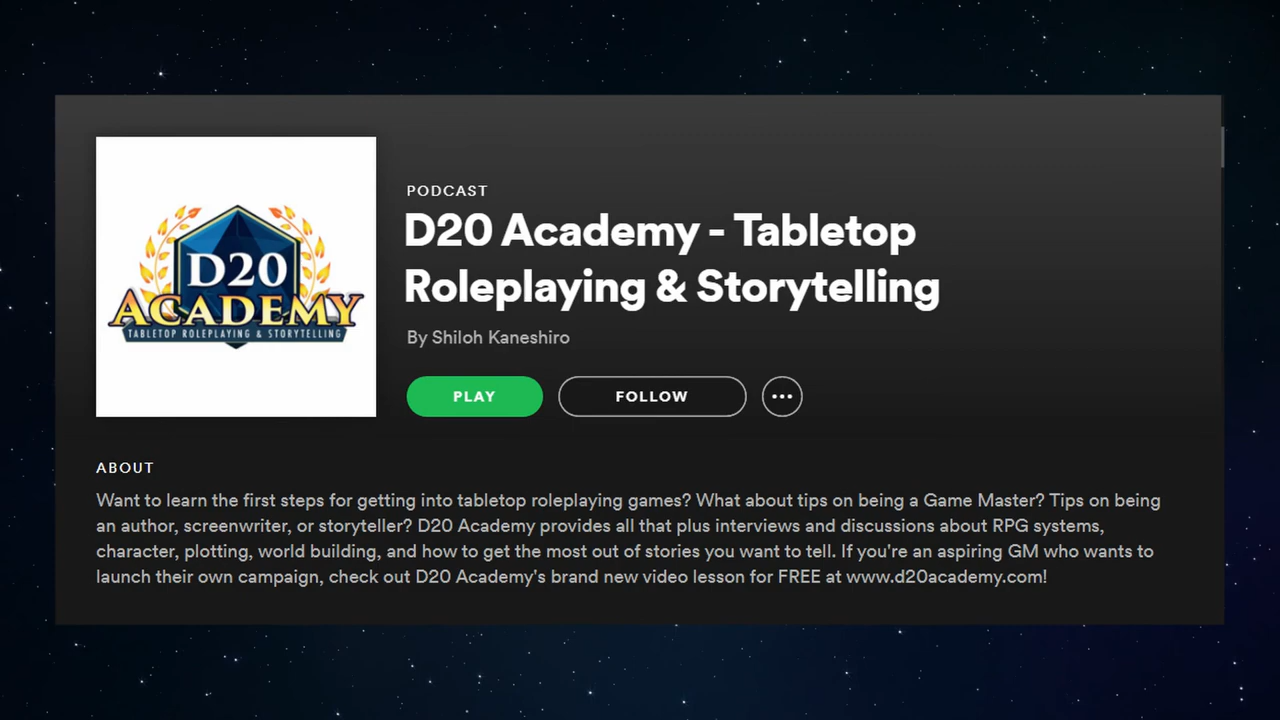 D20
ACADEMY
TABLETOP ROLEPLAYING & STORYTELLING
PODCAST
D20 Academy - Tabletop
Roleplaying & Storytelling
By Shiloh Kaneshiro
PLAY
FOLLOW
ABOUT
Want to learn the first steps for getting into tabletop roleplaying games? What about tips on being a Game Master? Tips on being
an author, screenwriter, or storyteller? D20 Academy provides all that plus interviews and discussions about RPG systems,
character, plotting, world building, and how to get the most out of stories you want to tell. If you're an aspiring GM who wants to
launch their own campaign, check out D20 Academy's brand new video lesson for FREE at www.d20academy.com!